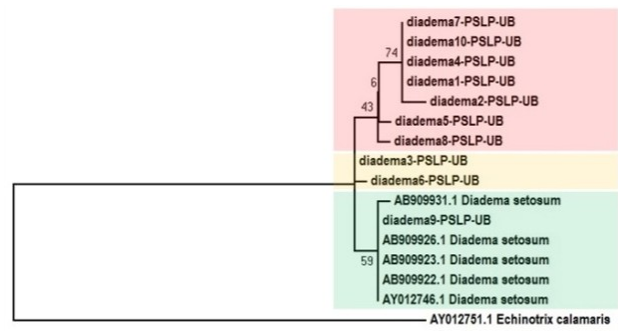 diadema7-PSLP-UB
diadema10-PSLP-UB
74
diadema4-PSLP-UB
6
diadema1-PSLP-UB
diadema2-PSLP-UB
43
diadema5-PSLP-UB
diadema8-PSLP-UB
diadema3-PSLP-UB
diadema6-PSLP-UB
AB909931.1 Diadema setosum
diadema9-PSLP-UB
AB909926.1 Diadema setosum
59
AB909923.1 Diadema setosum
AB909922.1 Diadema setosum
AY012746.1 Diadema setosum
AY012751.1 Echinotrix calamaris